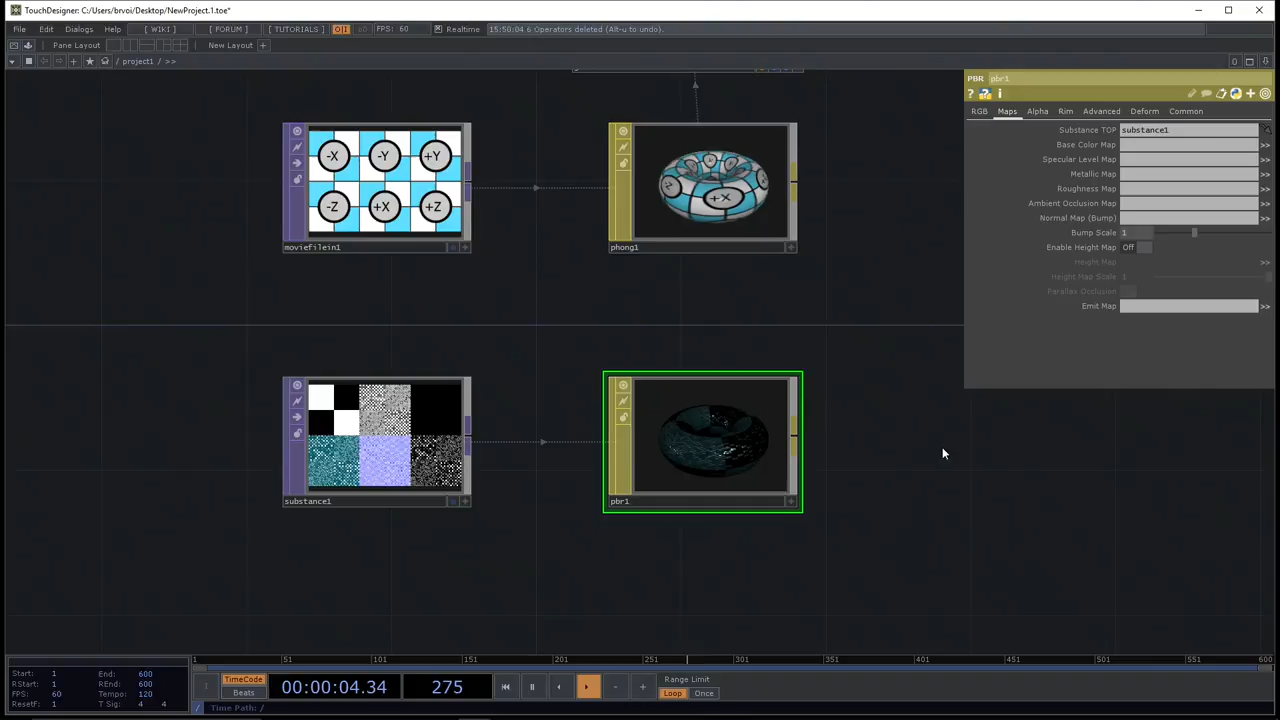 TouchDesigner: C:/Users/brvoi/Desktop/NewProject.1.toe*
File Edit Dialogs Help [ WIKI ] [ FORUM ] [ TUTORIALS ] O|I FPS: 60 Realtime 15:50:04 6 Operators deleted (Alt-u to undo).
Pane Layout New Layout +
/ project1 / >> 0
PBR pbr1
? i
RGB Maps Alpha Rim Advanced Deform Common
Substance TOP substance1
Base Color Map >>
Specular Level Map >>
Metallic Map >>
Roughness Map >>
Ambient Occlusion Map >>
Normal Map (Bump) >>
Bump Scale 1
Enable Height Map Off
Height Map >>
Height Map Scale 1
Parallax Occlusion
Emit Map >>
-X -Y +Y
-Z +X +Z
moviefilein1
+X
phong1
substance1
pbr1
1 51 101 151 201 251 301 351 401 451 501 551 600
Start: 1 End: 600
RStart: 1 REnd: 600
FPS: 60 Tempo: 120
ResetF: 1 T Sig: 4 4
TimeCode
Beats
00:00:04.34
275
- +
Range Limit
Loop Once
/ Time Path: /